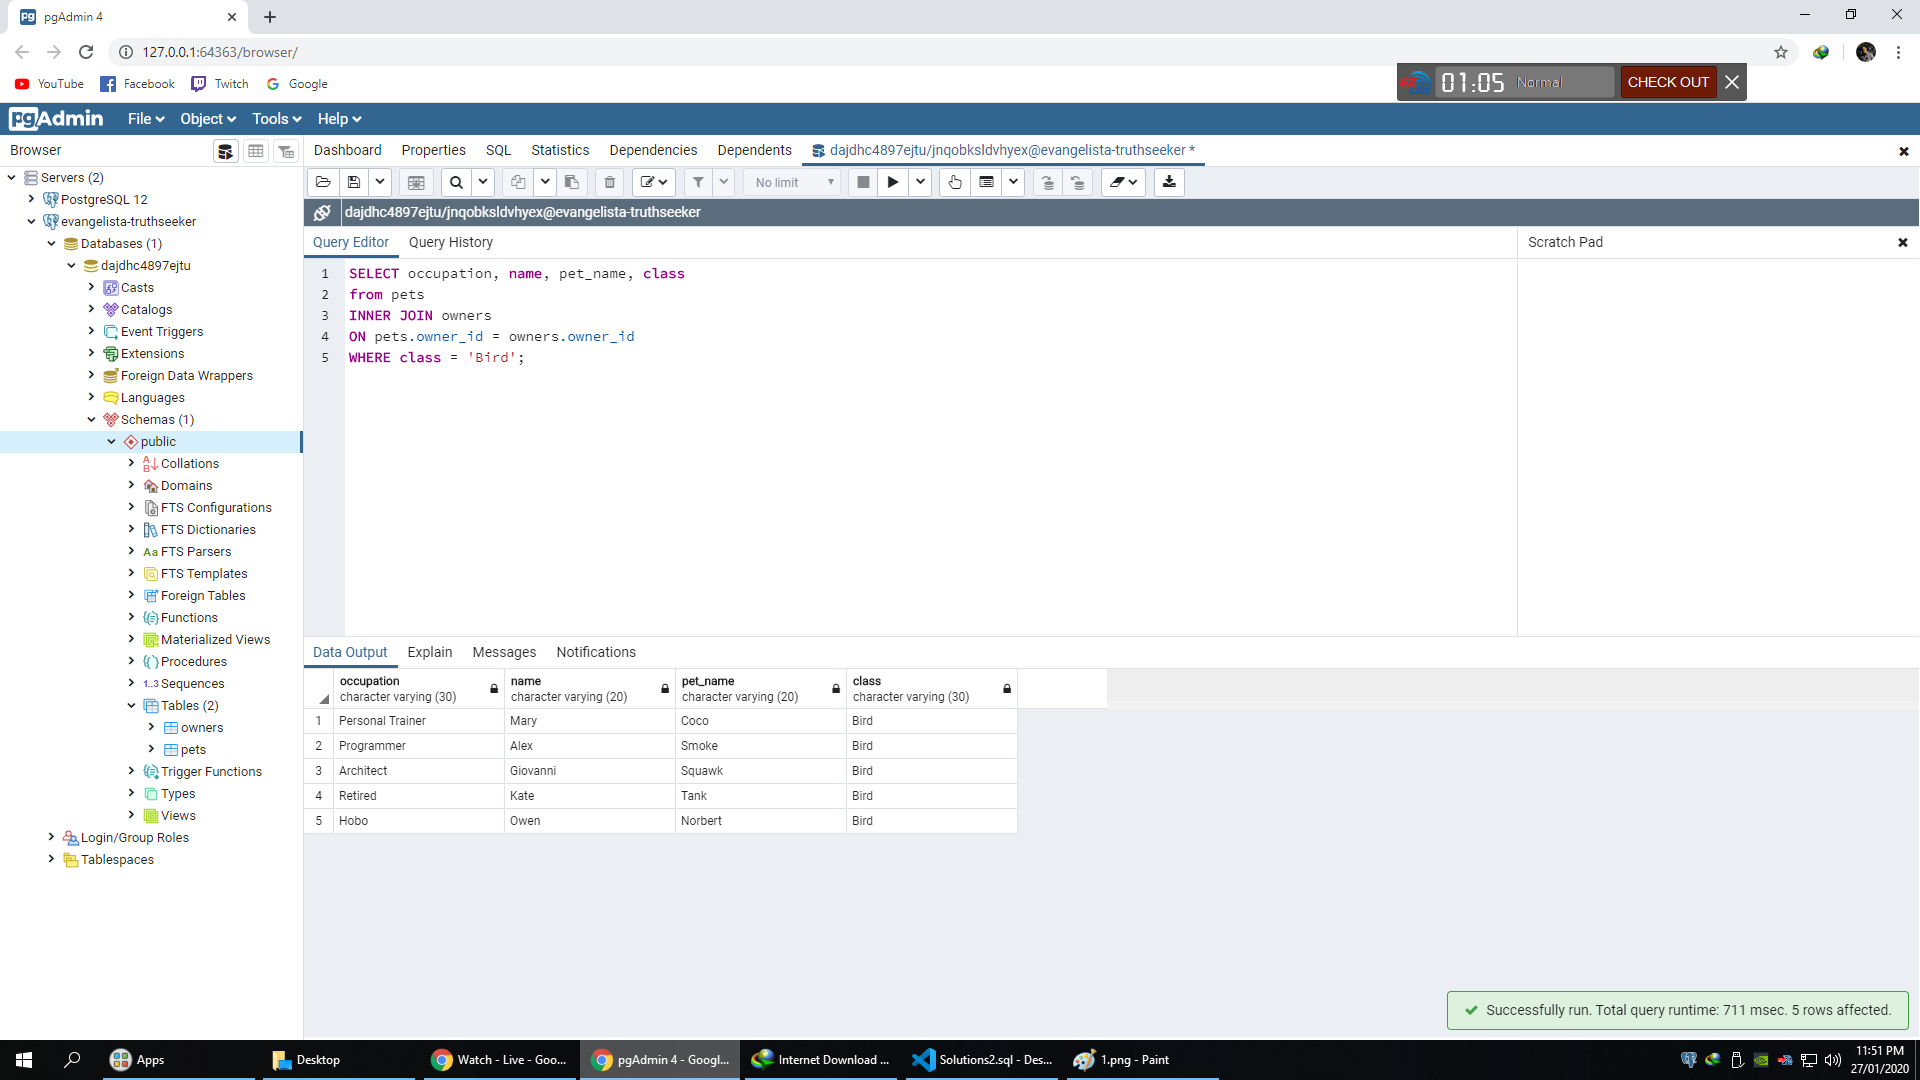 pgAdmin 4
127.0.0.1:64363/browser/
YouTube Facebook Twitch Google
01:05 Normal CHECK OUT
pgAdmin File Object Tools Help
Browser
Dashboard Properties SQL Statistics Dependencies Dependents dajdhc4897ejtu/jnqobksldvhyex@evangelista-truthseeker *
No limit
dajdhc4897ejtu/jnqobksldvhyex@evangelista-truthseeker
Servers (2)
PostgreSQL 12
evangelista-truthseeker
Databases (1)
dajdhc4897ejtu
Casts
Catalogs
Event Triggers
Extensions
Foreign Data Wrappers
Languages
Schemas (1)
public
Collations
Domains
FTS Configurations
FTS Dictionaries
Aa FTS Parsers
FTS Templates
Foreign Tables
Functions
Materialized Views
Procedures
1..3 Sequences
Tables (2)
owners
pets
Trigger Functions
Types
Views
Login/Group Roles
Tablespaces
Query Editor Query History
Scratch Pad
1 SELECT occupation, name, pet_name, class
2 from pets
3 INNER JOIN owners
4 ON pets.owner_id = owners.owner_id
5 WHERE class = 'Bird';
Data Output Explain Messages Notifications
occupation name pet_name class
character varying (30) character varying (20) character varying (20) character varying (30)
1 Personal Trainer Mary Coco Bird
2 Programmer Alex Smoke Bird
3 Architect Giovanni Squawk Bird
4 Retired Kate Tank Bird
5 Hobo Owen Norbert Bird
Successfully run. Total query runtime: 711 msec. 5 rows affected.
Apps Desktop Watch - Live - Goo... pgAdmin 4 - Googl... Internet Download ... Solutions2.sql - Des... 1.png - Paint
11:51 PM
27/01/2020